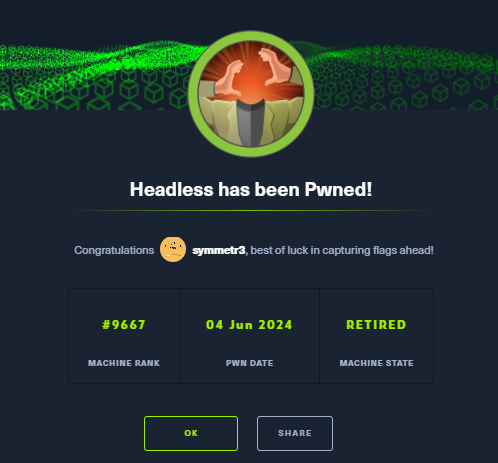 Headless has been Pwned!
Congratulations symmetr3, best of luck in capturing flags ahead!
#9667 04 Jun 2024 RETIRED
MACHINE RANK PWN DATE MACHINE STATE
OK SHARE